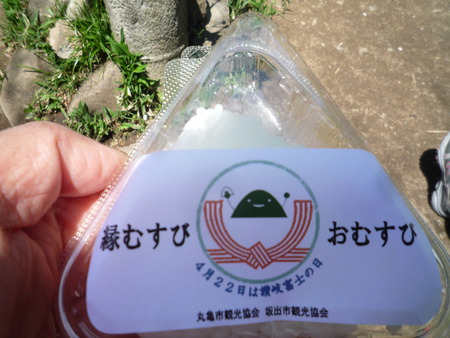 縁むすび おむすび
4月22日は讃岐富士の日
丸亀市観光協会 坂出市観光協会